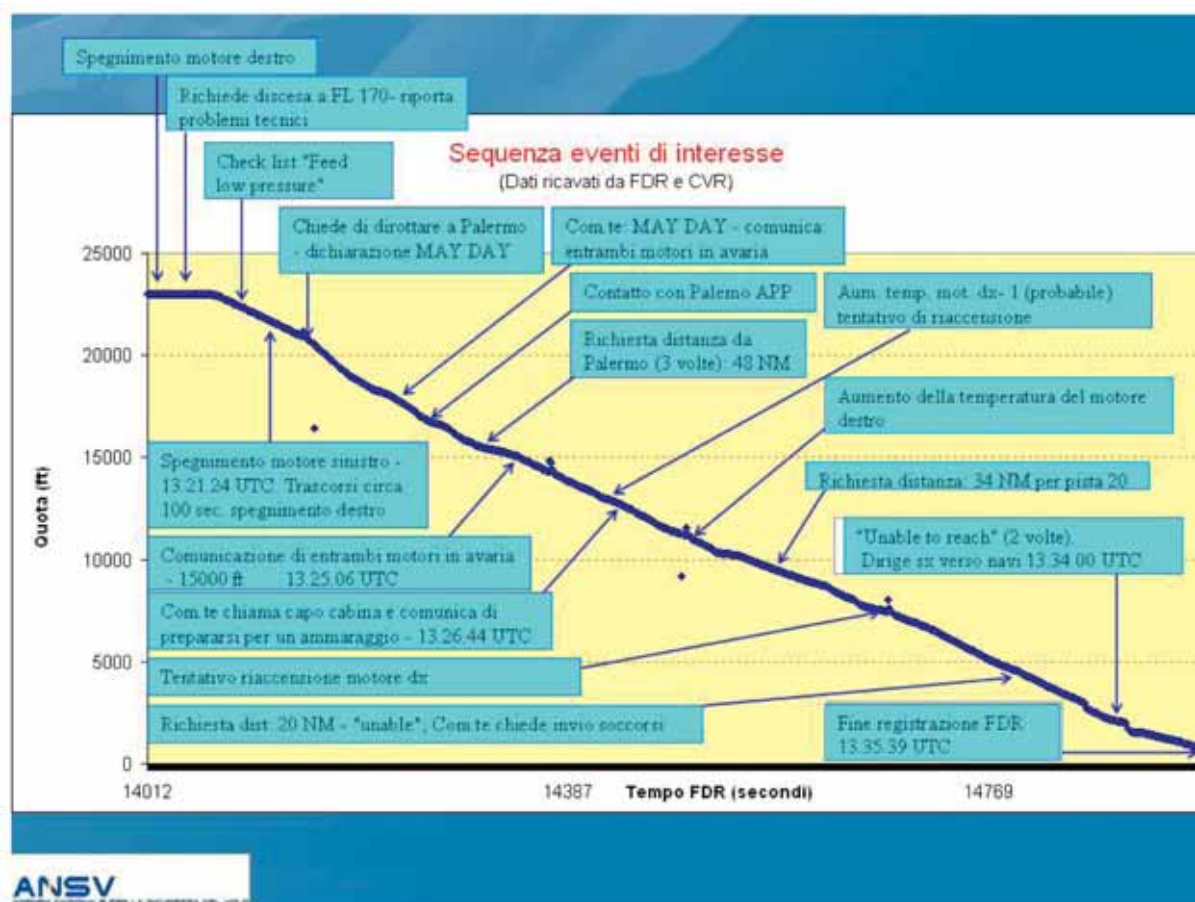 Spegnimento motore destro
Richiede discesa a FL 170- riporta
problemi tecnici
Check list "Feed
low pressure"
Sequenza eventi di interesse
(Dati ricavati da FDR e CVR)
Chiede di dirottare a Palermo
- dichiarazione MAY DAY
Com.te: MAY DAY - comunica
entrambi motori in avaria
Contatto con Palemo APP
Aum. temp. mot. dx- 1 (probabile)
tentativo di riaccensione
Richiesta distanza da
Palermo (3 volte): 48 NM
Aumento della temperatura del motore
destro
Spegnimento motore sinistro -
13.21.24 UTC. Trascorsi circa
100 sec. spegnimento destro
Richiesta distanza: 34 NM per pista 20
"Unable to reach" (2 volte).
Dirige sx verso navi 13.34.00 UTC
Comunicazione di entrambi motori in avaria
- 15000 ft 13.25.06 UTC
Com.te chiama capo cabina e comunica di
prepararsi per un ammaraggio - 13.26.44 UTC
Tentativo riaccenzione motore dx
Richiesta dist: 20 NM - "unable"; Com.te chiede invio soccorsi
Fine registrazione FDR
13.35.39 UTC
Quota (ft)
25000
20000
15000
10000
5000
0
14012
14387
Tempo FDR (secondi)
14769
ANSV